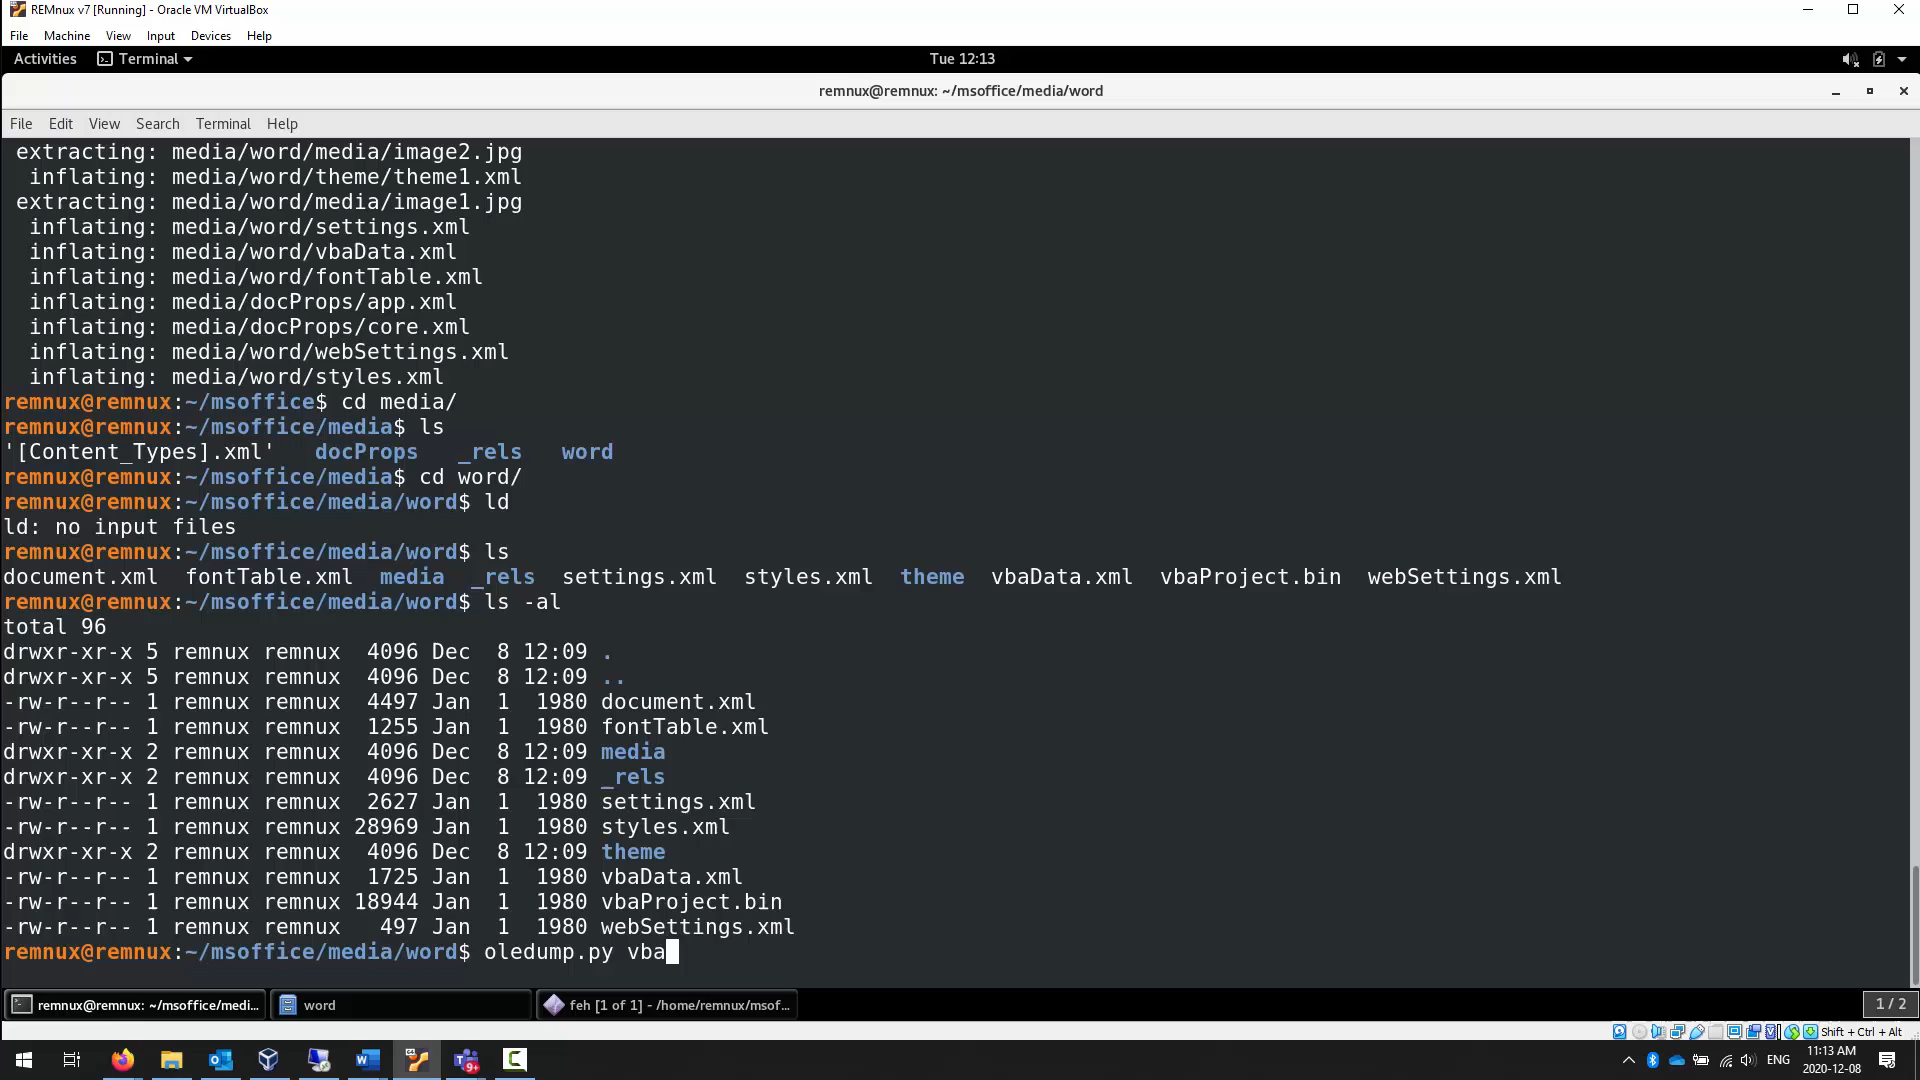 REMnux v7 [Running] - Oracle VM VirtualBox
File Machine View Input Devices Help
Activities Terminal Tue 12:13
remnux@remnux: ~/msoffice/media/word
File Edit View Search Terminal Help
extracting: media/word/media/image2.jpg
inflating: media/word/theme/theme1.xml
extracting: media/word/media/image1.jpg
inflating: media/word/settings.xml
inflating: media/word/vbaData.xml
inflating: media/word/fontTable.xml
inflating: media/docProps/app.xml
inflating: media/docProps/core.xml
inflating: media/word/webSettings.xml
inflating: media/word/styles.xml
remnux@remnux:~/msoffice$ cd media/
remnux@remnux:~/msoffice/media$ ls
'[Content_Types].xml' docProps _rels word
remnux@remnux:~/msoffice/media$ cd word/
remnux@remnux:~/msoffice/media/word$ ld
ld: no input files
remnux@remnux:~/msoffice/media/word$ ls
document.xml fontTable.xml media _rels settings.xml styles.xml theme vbaData.xml vbaProject.bin webSettings.xml
remnux@remnux:~/msoffice/media/word$ ls -al
total 96
drwxr-xr-x 5 remnux remnux 4096 Dec 8 12:09 .
drwxr-xr-x 5 remnux remnux 4096 Dec 8 12:09 ..
-rw-r--r-- 1 remnux remnux 4497 Jan 1 1980 document.xml
-rw-r--r-- 1 remnux remnux 1255 Jan 1 1980 fontTable.xml
drwxr-xr-x 2 remnux remnux 4096 Dec 8 12:09 media
drwxr-xr-x 2 remnux remnux 4096 Dec 8 12:09 _rels
-rw-r--r-- 1 remnux remnux 2627 Jan 1 1980 settings.xml
-rw-r--r-- 1 remnux remnux 28969 Jan 1 1980 styles.xml
drwxr-xr-x 2 remnux remnux 4096 Dec 8 12:09 theme
-rw-r--r-- 1 remnux remnux 1725 Jan 1 1980 vbaData.xml
-rw-r--r-- 1 remnux remnux 18944 Jan 1 1980 vbaProject.bin
-rw-r--r-- 1 remnux remnux 497 Jan 1 1980 webSettings.xml
remnux@remnux:~/msoffice/media/word$ oledump.py vba
remnux@remnux: ~/msoffice/medi... word feh [1 of 1] - /home/remnux/msof... 1 / 2
Shift + Ctrl + Alt
9+ ENG 11:13 AM
2020-12-08